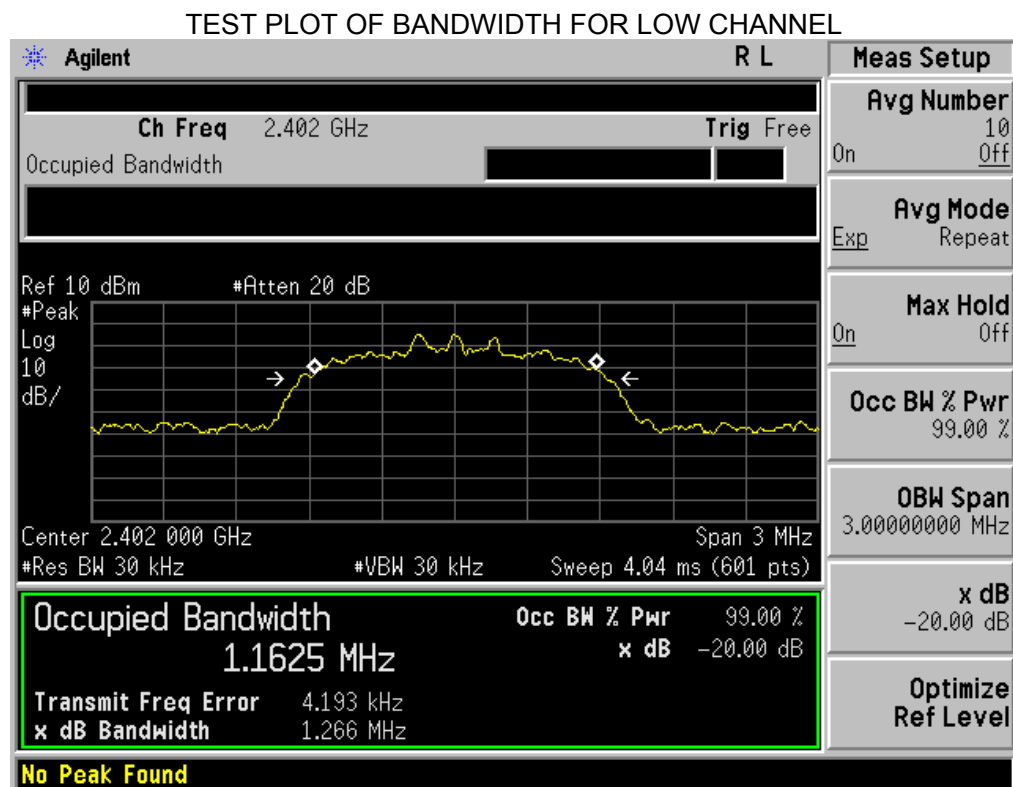 TEST PLOT OF BANDWIDTH FOR LOW CHANNEL
Agilent R L
Ch Freq 2.402 GHz Trig Free
Occupied Bandwidth
Ref 10 dBm #Atten 20 dB
#Peak
Log
10
dB/
Center 2.402 000 GHz Span 3 MHz
#Res BW 30 kHz #VBW 30 kHz Sweep 4.04 ms (601 pts)
Occupied Bandwidth Occ BW % Pwr 99.00 %
1.1625 MHz x dB -20.00 dB
Transmit Freq Error 4.193 kHz
x dB Bandwidth 1.266 MHz
No Peak Found
Meas Setup
Avg Number
10
On Off
Avg Mode
Exp Repeat
Max Hold
On Off
Occ BW % Pwr
99.00 %
OBW Span
3.00000000 MHz
x dB
-20.00 dB
Optimize
Ref Level